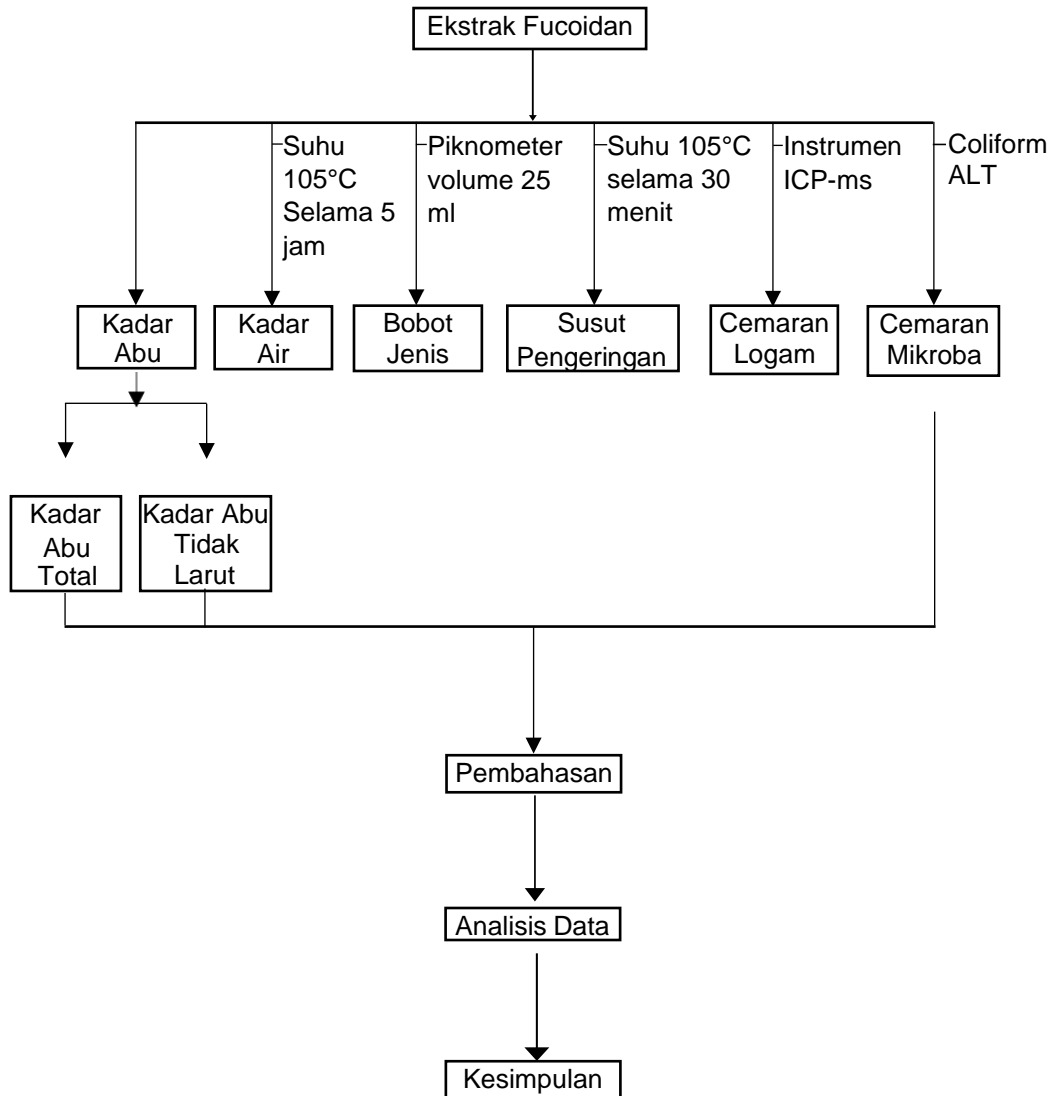 Ekstrak Fucoidan
Suhu
105°C
Selama 5
jam
Piknometer
volume 25
ml
Suhu 105°C
selama 30
menit
Instrumen
ICP-ms
Coliform
ALT
Kadar
Abu
Kadar
Air
Bobot
Jenis
Susut
Pengeringan
Cemaran
Logam
Cemaran
Mikroba
Kadar
Abu
Total
Kadar Abu
Tidak
Larut
Pembahasan
Analisis Data
Kesimpulan